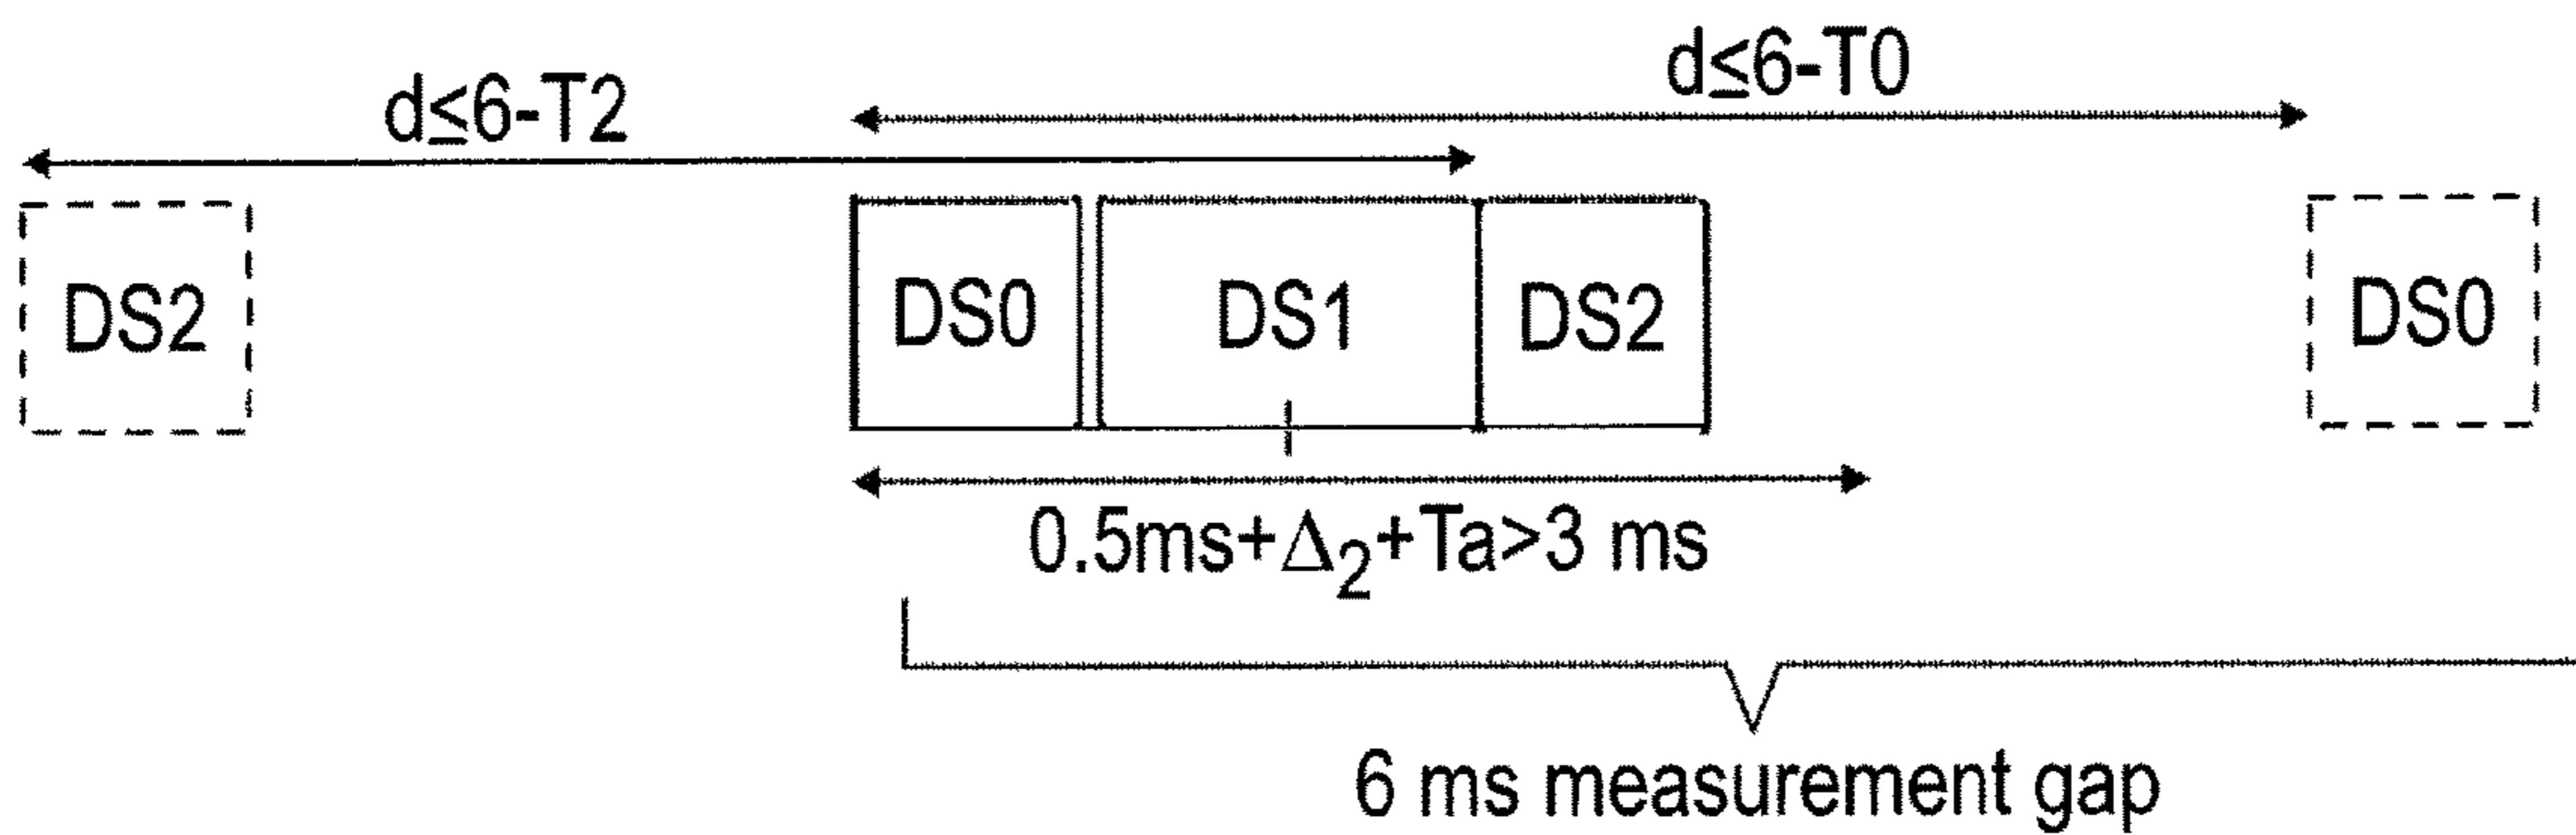 d≤6-T0
d≤6-T2
DS2 DS0 DS1 DS2 DS0
0.5ms+Δ₂+Ta>3 ms
6 ms measurement gap